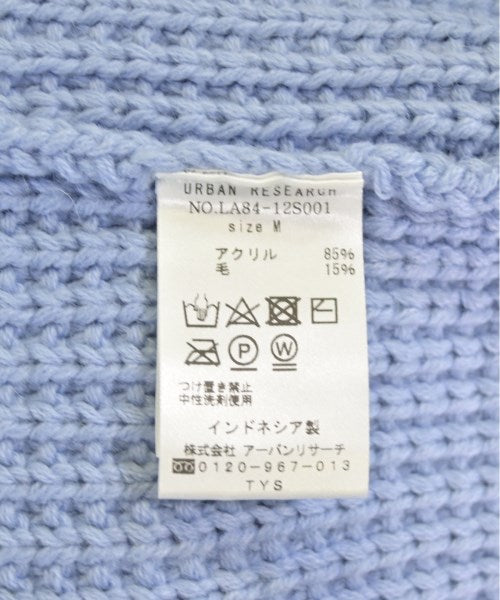 URBAN RESEARCH
NO.LA84-12S001
size M
アクリル 85%
毛 15%
P W
つけ置き禁止
中性洗剤使用
インドネシア製
株式会社 アーバンリサーチ
0120-967-013
TYS